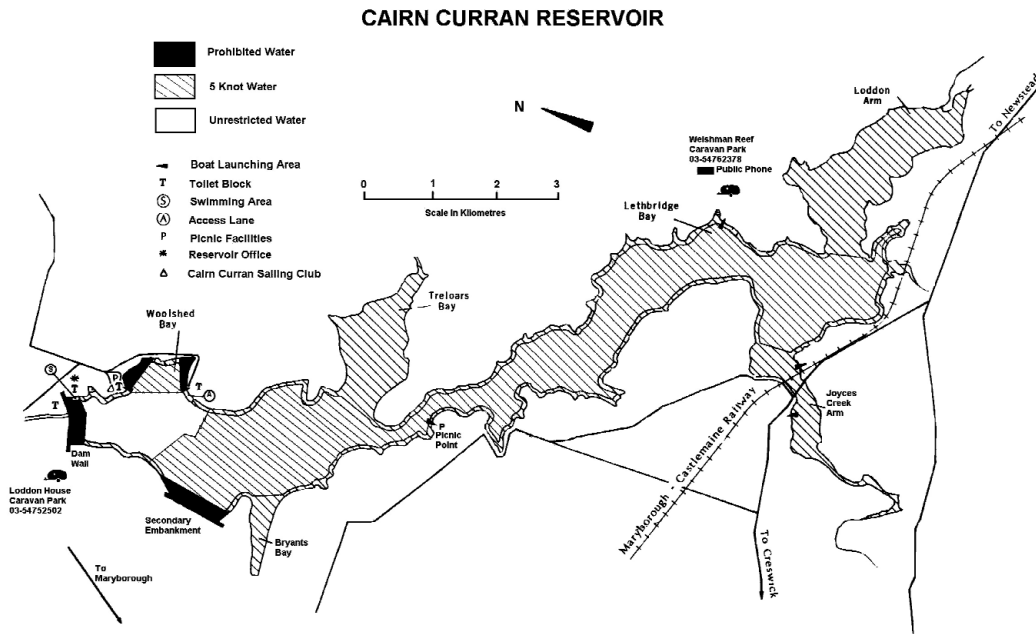 CAIRN CURRAN RESERVOIR
Prohibited Water
5 Knot Water
Unrestricted Water
Boat Launching Area
T Toilet Block
S Swimming Area
A Access Lane
P Picnic Facilities
Reservoir Office
Cairn Curran Sailing Club
N
0 1 2 3
Scale in Kilometres
Welshman Reef
Caravan Park
03-54762378
Public Phone
Loddon
Arm
To Newstead
Lethbridge
Bay
Treloars
Bay
Woolshed
Bay
S
T
P
T
T
A
T
Dam
Wall
Loddon House
Caravan Park
03-54752502
Secondary
Embankment
Bryants
Bay
P
Picnic
Point
Joyces
Creek
Arm
Maryborough - Castlemaine Railway
To Creswick
To
Maryborough